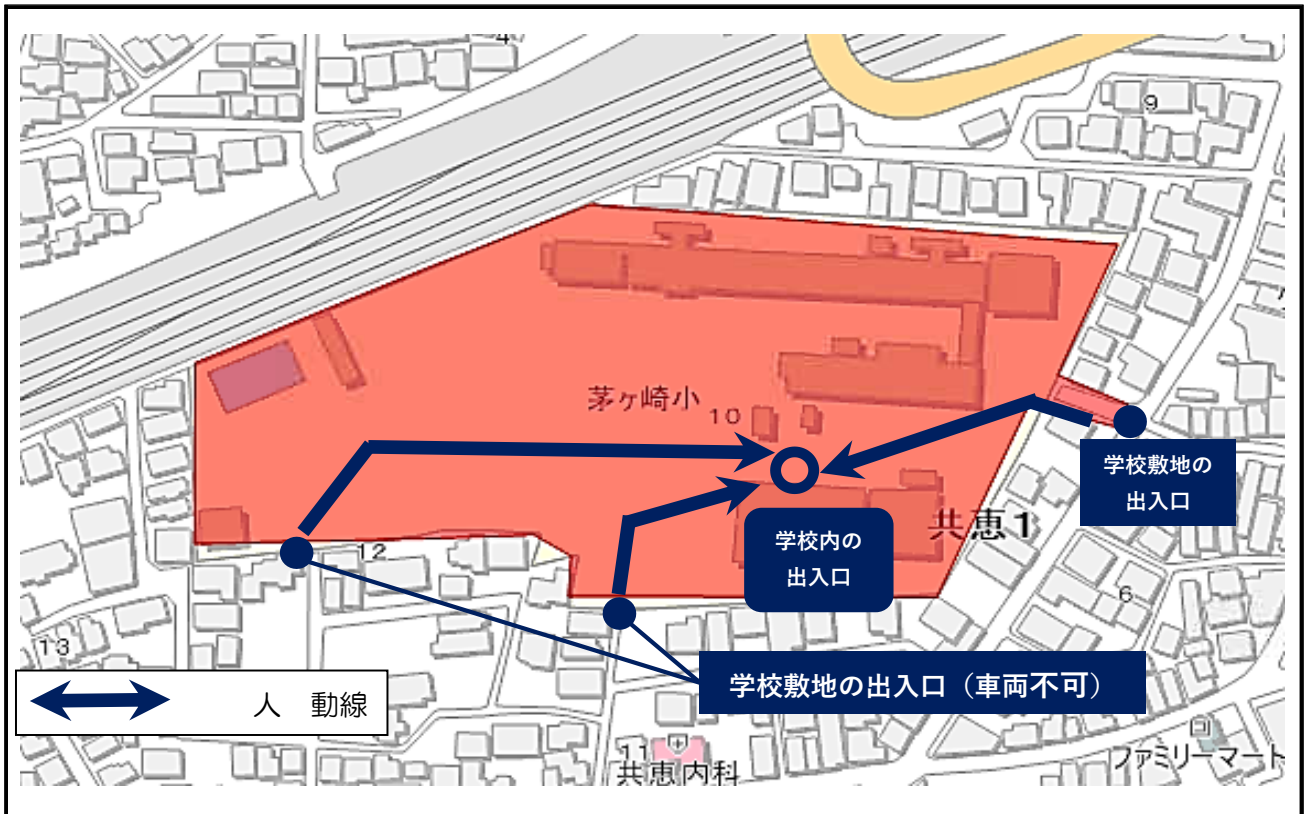 4
9
茅ヶ崎小
10
学校敷地の
出入口
共恵1
学校内の
出入口
12
6
13
学校敷地の出入口（車両不可）
人　動線
11
共恵内科
ファミリーマート